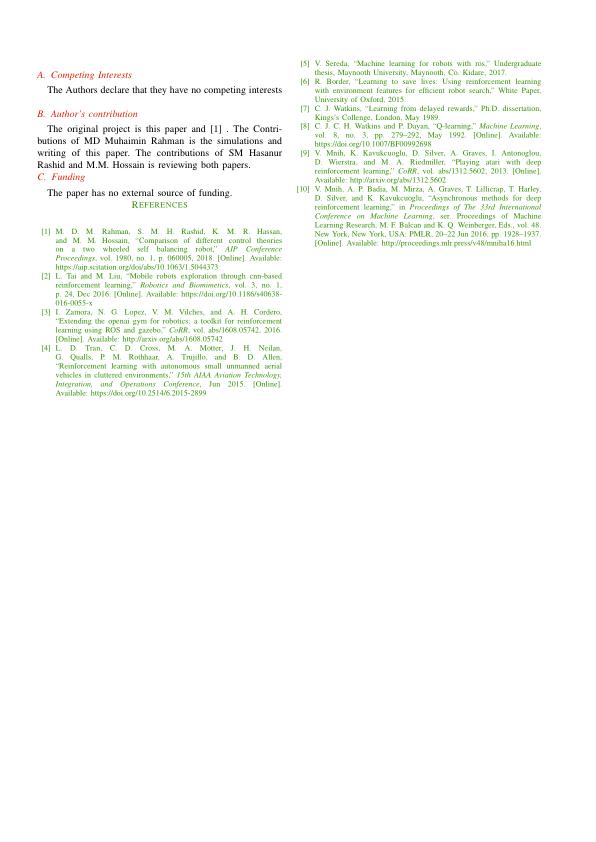 A. Competing Interests
The Authors declare that they have no competing interests
B. Author's contribution
The original project is this paper and [1] . The Contri-
butions of MD Muhaimin Rahman is the simulations and
writing of this paper. The contributions of SM Hasanur
Rashid and M.M. Hossain is reviewing both papers.
C. Funding
The paper has no external source of funding.
REFERENCES
[1] M. D. M. Rahman, S. M. H. Rashid, K. M. R. Hassan,
and M. M. Hossain, "Comparison of different control theories
on a two wheeled self balancing robot," AIP Conference
Proceedings, vol. 1980, no. 1, p. 060005, 2018. [Online]. Available:
https://aip.scitation.org/doi/abs/10.1063/1.5044373
[2] L. Tai and M. Liu, "Mobile robots exploration through cnn-based
reinforcement learning," Robotics and Biomimetics, vol. 3, no. 1,
p. 24, Dec 2016. [Online]. Available: https://doi.org/10.1186/s40638-
016-0055-x
[3] I. Zamora, N. G. Lopez, V. M. Vilches, and A. H. Cordero,
"Extending the openai gym for robotics: a toolkit for reinforcement
learning using ROS and gazebo," CoRR, vol. abs/1608.05742, 2016.
[Online]. Available: http://arxiv.org/abs/1608.05742
[4] L. D. Tran, C. D. Cross, M. A. Motter, J. H. Neilan,
G. Qualls, P. M. Rothhaar, A. Trujillo, and B. D. Allen,
"Reinforcement learning with autonomous small unmanned aerial
vehicles in cluttered environments," 15th AIAA Aviation Technology,
Integration, and Operations Conference, Jun 2015. [Online].
Available: https://doi.org/10.2514/6.2015-2899
[5] V. Sereda, "Machine learning for robots with ros," Undergraduate
thesis, Maynooth University, Maynooth, Co. Kidare, 2017.
[6] R. Border, "Learning to save lives: Using reinforcement learning
with environment features for efficient robot search," White Paper,
University of Oxford, 2015.
[7] C. J. Watkins, "Learning from delayed rewards," Ph.D. dissertation,
Kings's Collenge, London, May 1989.
[8] C. J. C. H. Watkins and P. Dayan, "Q-learning," Machine Learning,
vol. 8, no. 3, pp. 279–292, May 1992. [Online]. Available:
https://doi.org/10.1007/BF00992698
[9] V. Mnih, K. Kavukcuoglu, D. Silver, A. Graves, I. Antonoglou,
D. Wierstra, and M. A. Riedmiller, "Playing atari with deep
reinforcement learning," CoRR, vol. abs/1312.5602, 2013. [Online].
Available: http://arxiv.org/abs/1312.5602
[10] V. Mnih, A. P. Badia, M. Mirza, A. Graves, T. Lillicrap, T. Harley,
D. Silver, and K. Kavukcuoglu, "Asynchronous methods for deep
reinforcement learning," in Proceedings of The 33rd International
Conference on Machine Learning, ser. Proceedings of Machine
Learning Research, M. F. Balcan and K. Q. Weinberger, Eds., vol. 48.
New York, New York, USA: PMLR, 20–22 Jun 2016, pp. 1928–1937.
[Online]. Available: http://proceedings.mlr.press/v48/mniha16.html